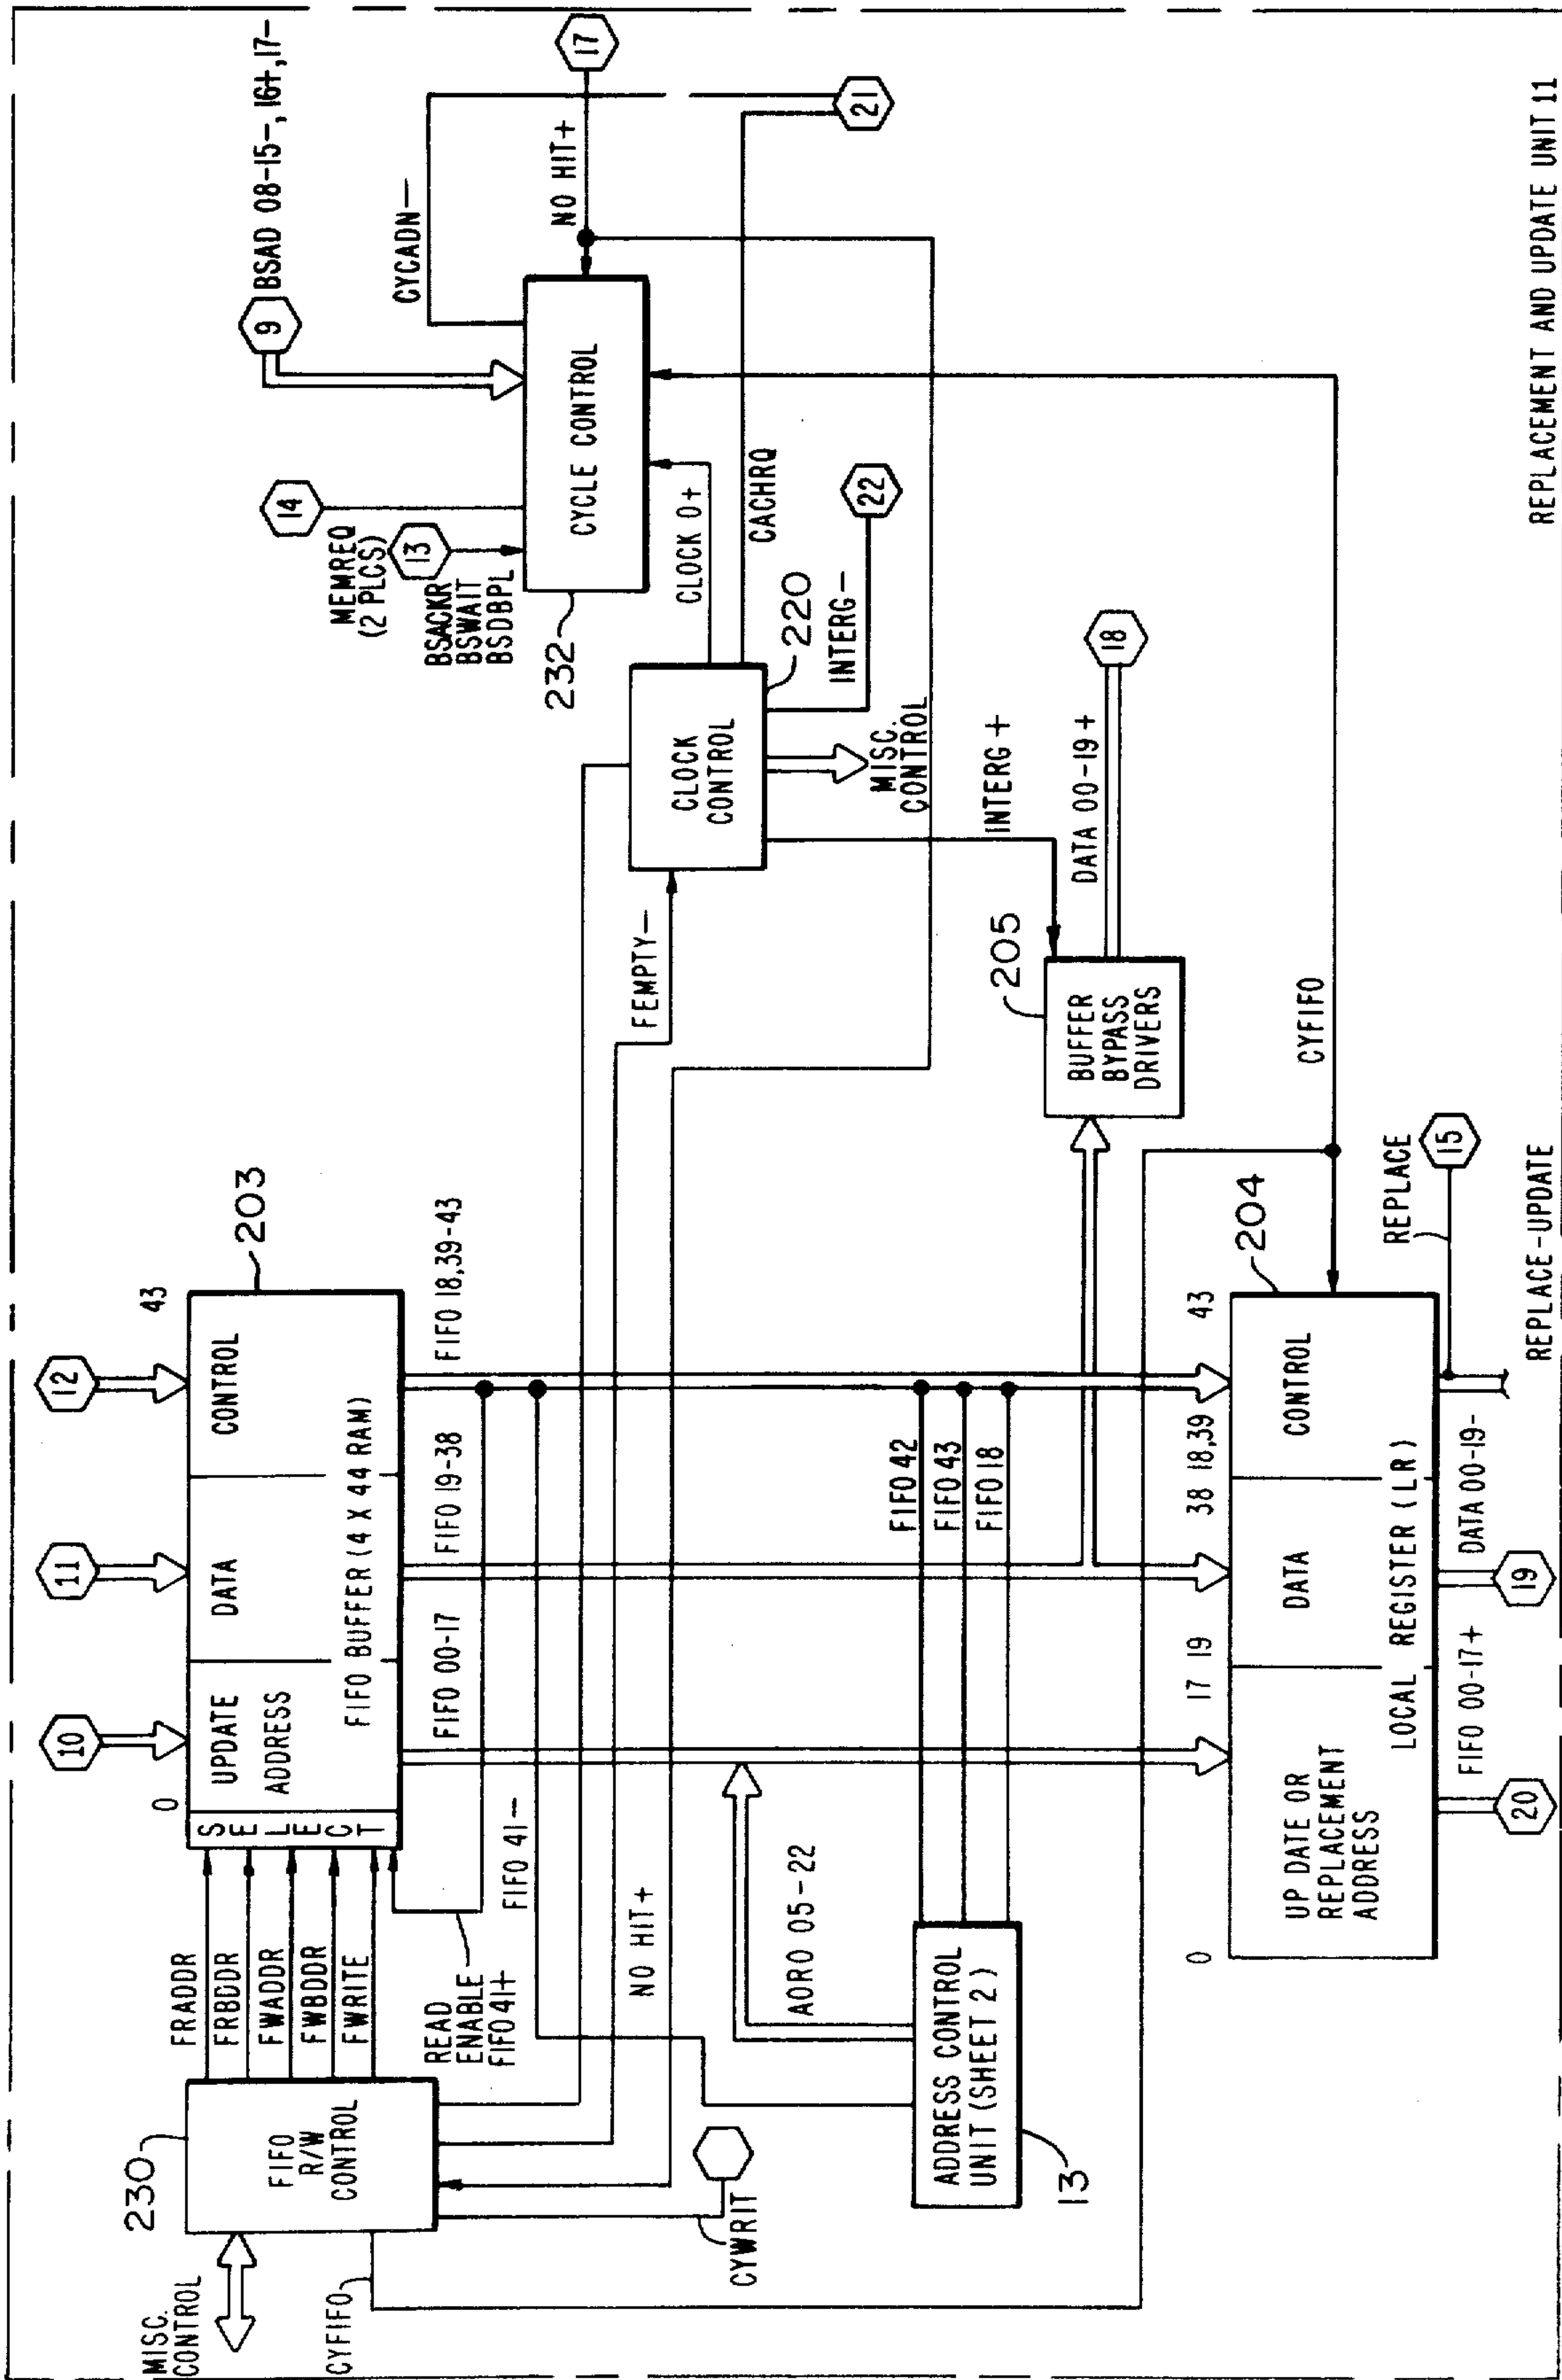 MISC.
CONTROL
230
FIFO
R/W
CONTROL
FRADDR
FRBDDR
FWADDR
FWBDDR
FWRITE
READ
ENABLE
FIFO 41+
CYFIFO
CYWRIT
10
11
12
0
43
203
SELECT
UPDATE
ADDRESS
DATA
CONTROL
FIFO BUFFER (4 X 44 RAM)
FIFO 00-17
FIFO 19-38
FIFO 18,39-43
FIFO 41-
NO HIT+
AORO 05-22
ADDRESS CONTROL
UNIT (SHEET 2)
13
FIFO 42
FIFO 43
FIFO 18
FEMPTY-
CLOCK
CONTROL
220
MISC.
CONTROL
INTERG-
22
INTERG +
CLOCK 0+
CACHRQ
21
14
MEMREQ
(2 PLCS)
13
BSACKR
BSWAIT
BSDBPL
232
CYCLE CONTROL
9
BSAD 08-15-, 16+, 17-
CYCADN-
NO HIT+
17
BUFFER
BYPASS
DRIVERS
205
DATA 00-19+
18
CYFIFO
204
0
17 19
38 18,39
43
UP DATE OR
REPLACEMENT
ADDRESS
DATA
CONTROL
LOCAL REGISTER (LR)
FIFO 00-17+
20
DATA 00-19-
19
REPLACE
15
REPLACE-UPDATE
REPLACEMENT AND UPDATE UNIT 11